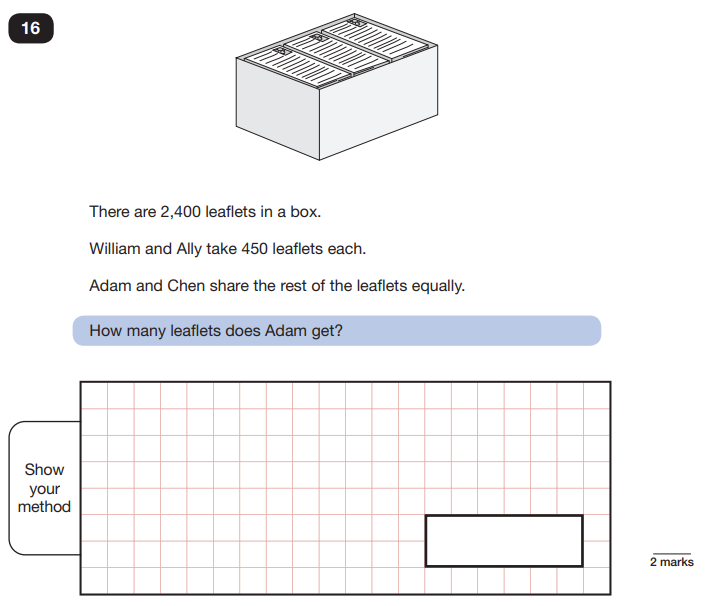 16
There are 2,400 leaflets in a box.
William and Ally take 450 leaflets each.
Adam and Chen share the rest of the leaflets equally.
How many leaflets does Adam get?
Show
your
method
2 marks